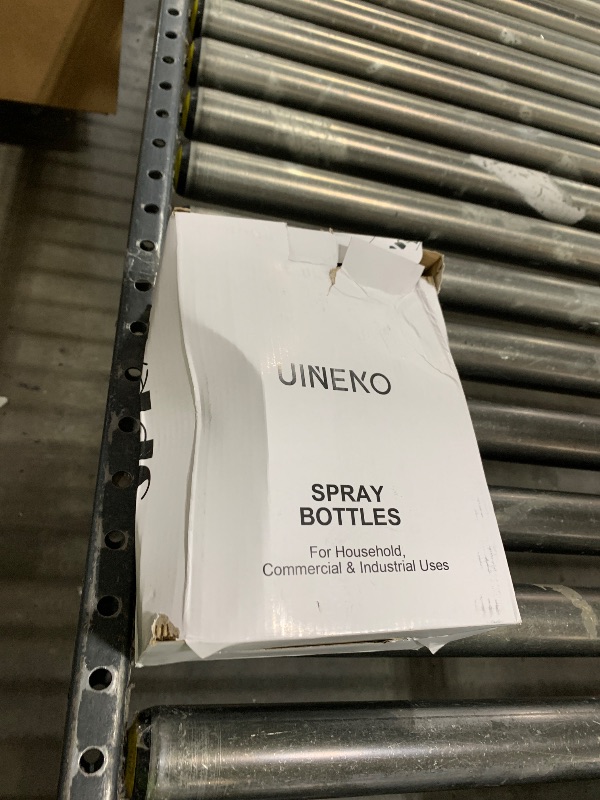 UINEKO
SPRAY
BOTTLES
For Household,
Commercial & Industrial Uses